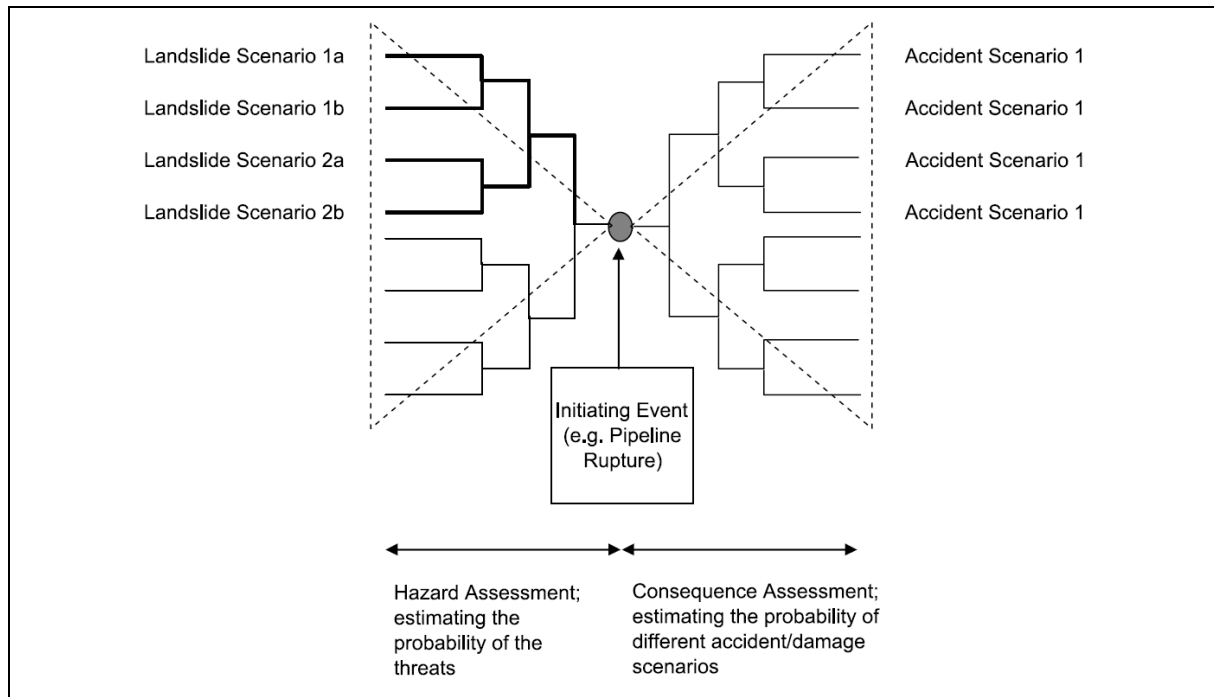 Landslide Scenario 1a
Accident Scenario 1
Landslide Scenario 1b
Accident Scenario 1
Landslide Scenario 2a
Accident Scenario 1
Landslide Scenario 2b
Accident Scenario 1
Initiating Event
(e.g. Pipeline
Rupture)
Hazard Assessment;
estimating the
probability of the
threats
Consequence Assessment;
estimating the probability of
different accident/damage
scenarios